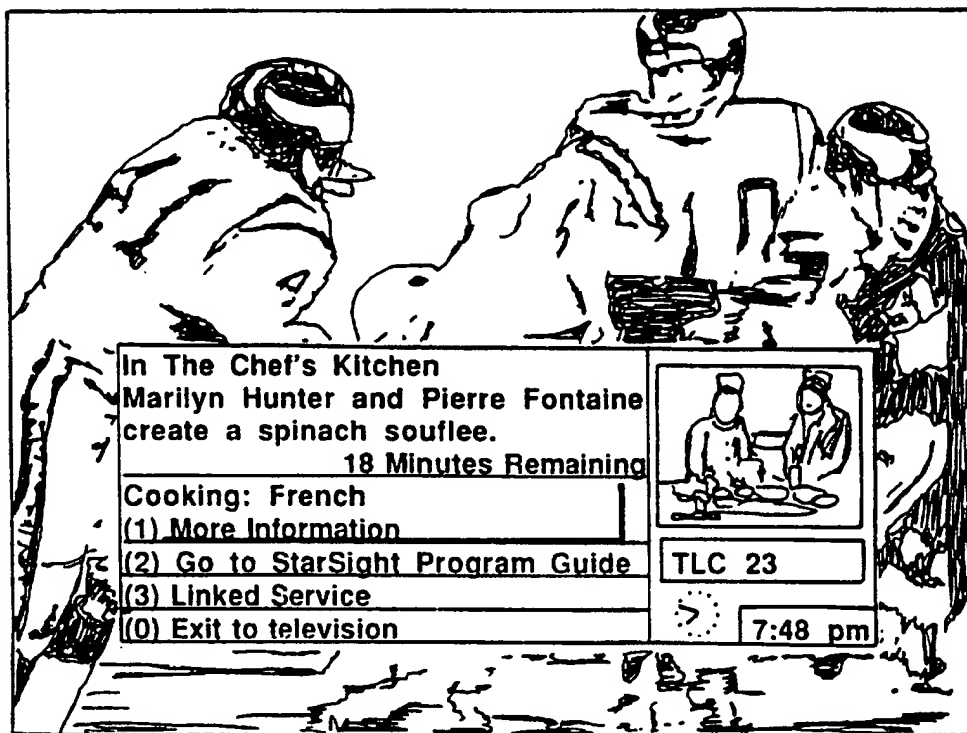 In The Chef's Kitchen
Marilyn Hunter and Pierre Fontaine
create a spinach souflee.
18 Minutes Remaining
Cooking: French
(1) More Information
(2) Go to StarSight Program Guide
(3) Linked Service
(0) Exit to television
TLC 23
7:48 pm